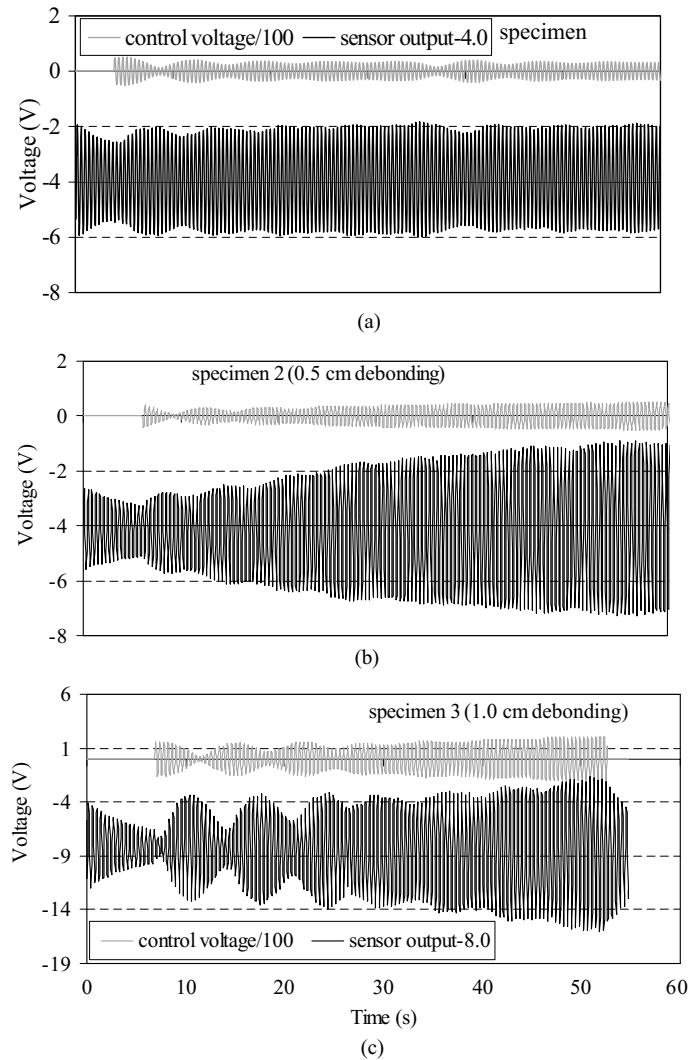 control voltage/100 sensor output-4.0 specimen
2
0
-2
-4
-6
-8
Voltage (V)
(a)
specimen 2 (0.5 cm debonding)
2
0
-2
-4
-6
-8
Voltage (V)
(b)
specimen 3 (1.0 cm debonding)
6
1
-4
-9
-14
-19
Voltage (V)
control voltage/100 sensor output-8.0
0 10 20 30 40 50 60
Time (s)
(c)